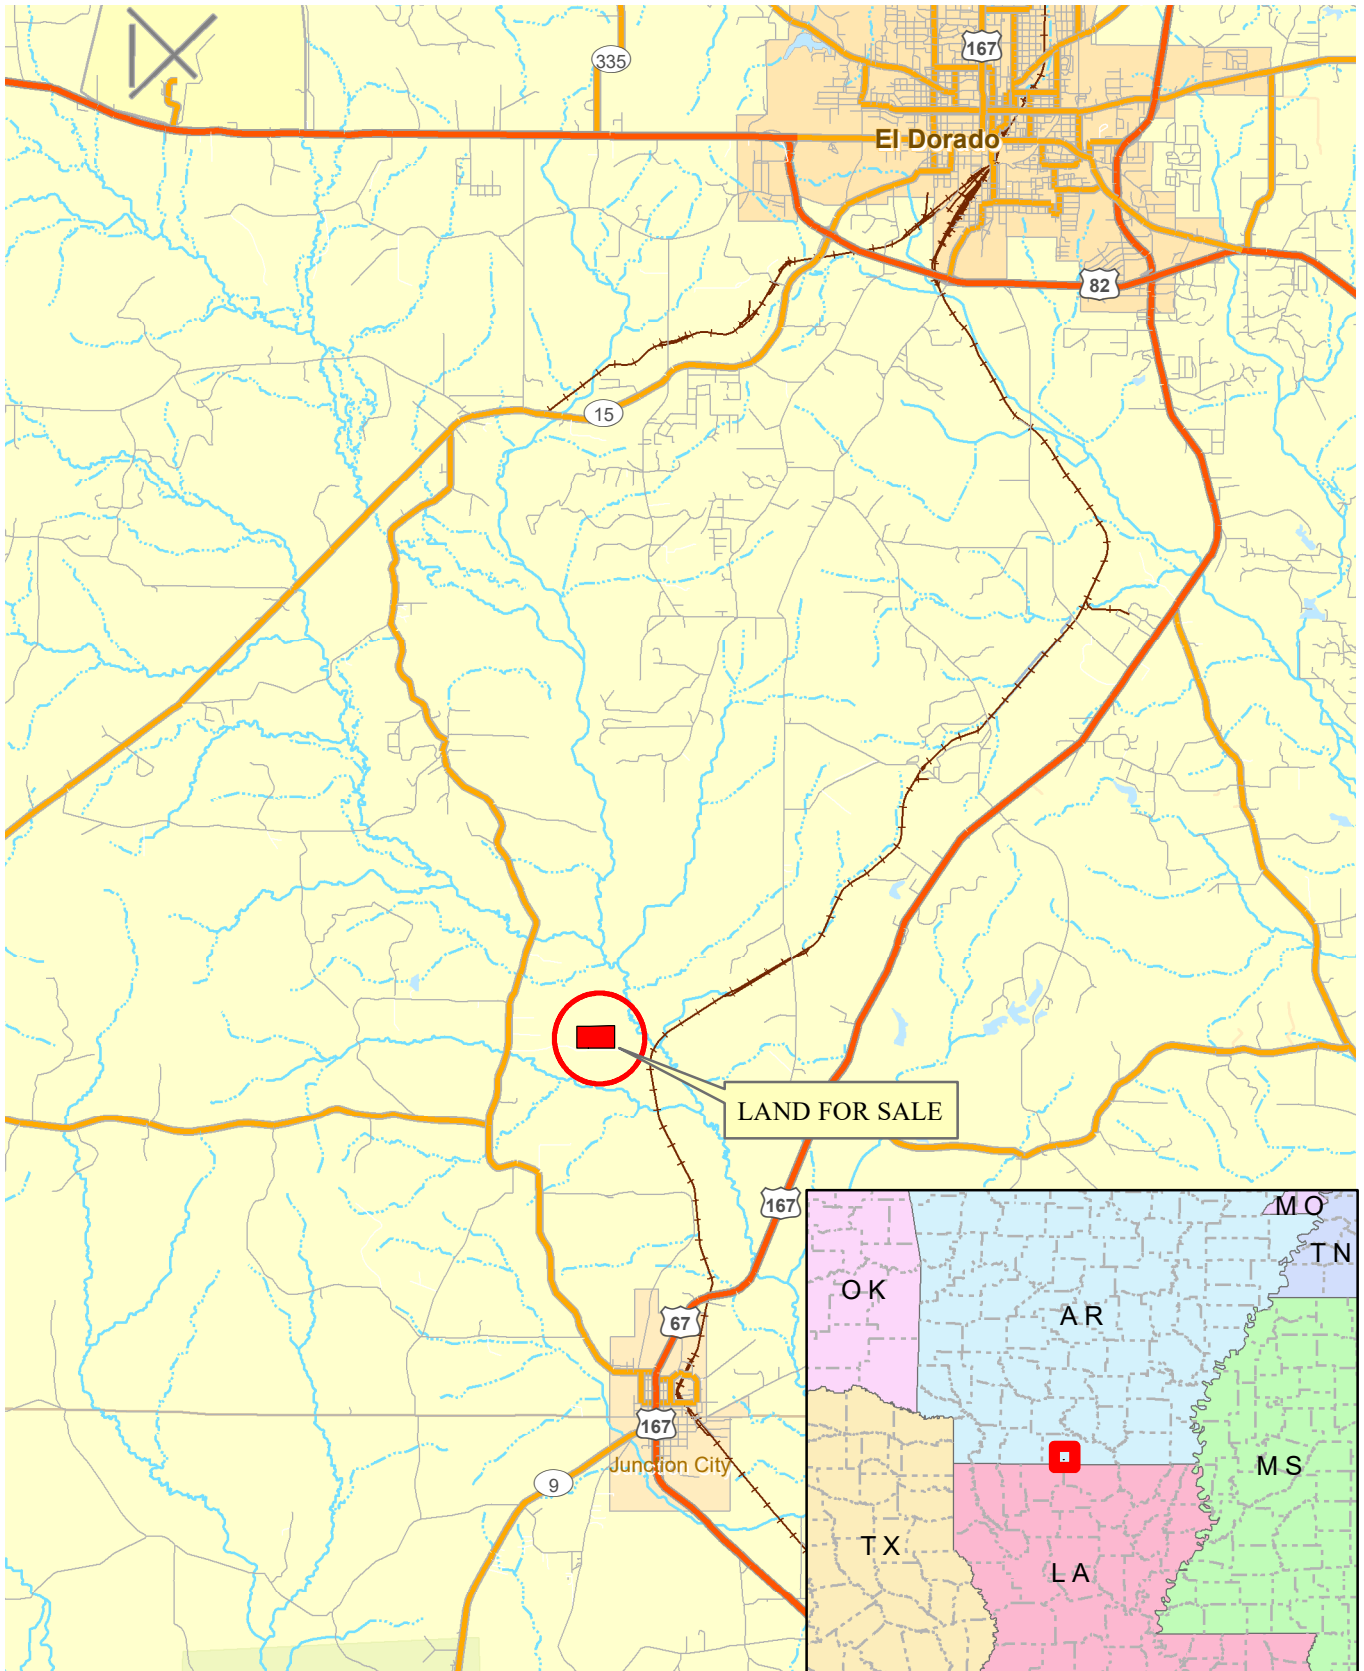 167
335
El Dorado
82
15
LAND FOR SALE
167
67
167
Junction City
9
MO
TN
OK
AR
MS
TX
LA